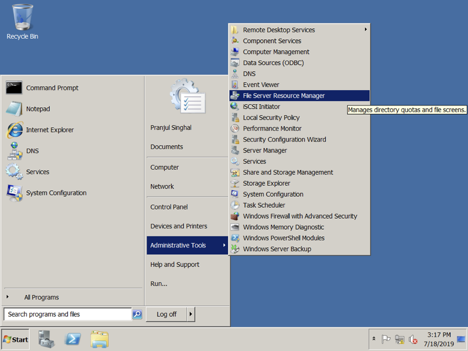 Recycle Bin
Command Prompt
Notepad
Internet Explorer
DNS
Services
System Configuration
All Programs
Search programs and files
Pranjul Singhal
Documents
Computer
Network
Control Panel
Devices and Printers
Administrative Tools
Help and Support
Run...
Log off
Remote Desktop Services
Component Services
Computer Management
Data Sources (ODBC)
DNS
Event Viewer
File Server Resource Manager
iSCSI Initiator
Local Security Policy
Performance Monitor
Security Configuration Wizard
Server Manager
Services
Share and Storage Management
Storage Explorer
System Configuration
Task Scheduler
Windows Firewall with Advanced Security
Windows Memory Diagnostic
Windows PowerShell Modules
Windows Server Backup
Manages directory quotas and file screens.
Start
3:17 PM
7/18/2019